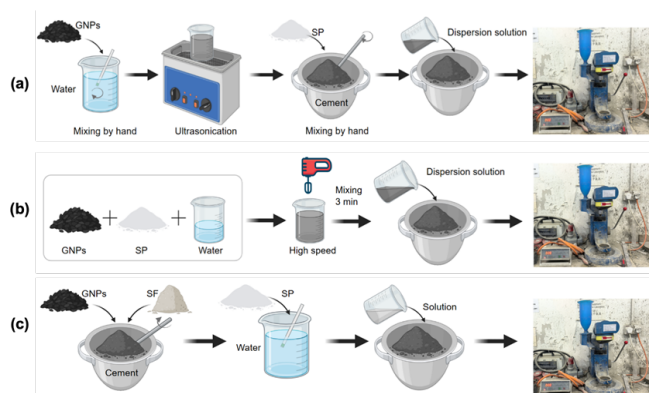 GNPs
SP
Dispersion solution
(a)
Water
Cement
Mixing by hand
Ultrasonication
Mixing by hand
Dispersion solution
Mixing
3 min
(b)
GNPs
SP
Water
High speed
GNPs
SF
SP
Solution
(c)
Water
Cement